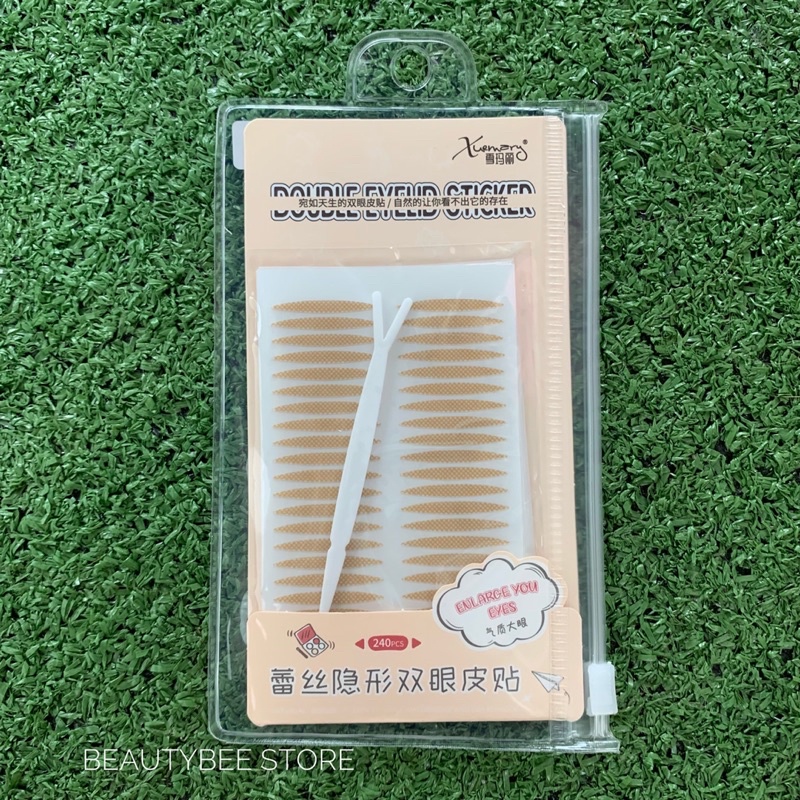 Xuemary®
雪玛丽
DOUBLE EYELID STICKER
宛如天生的双眼皮贴 / 自然的让你看不出它的存在
ENLARGE YOU
EYES
气质大眼
240PCS
蕾丝隐形双眼皮贴
BEAUTYBEE STORE